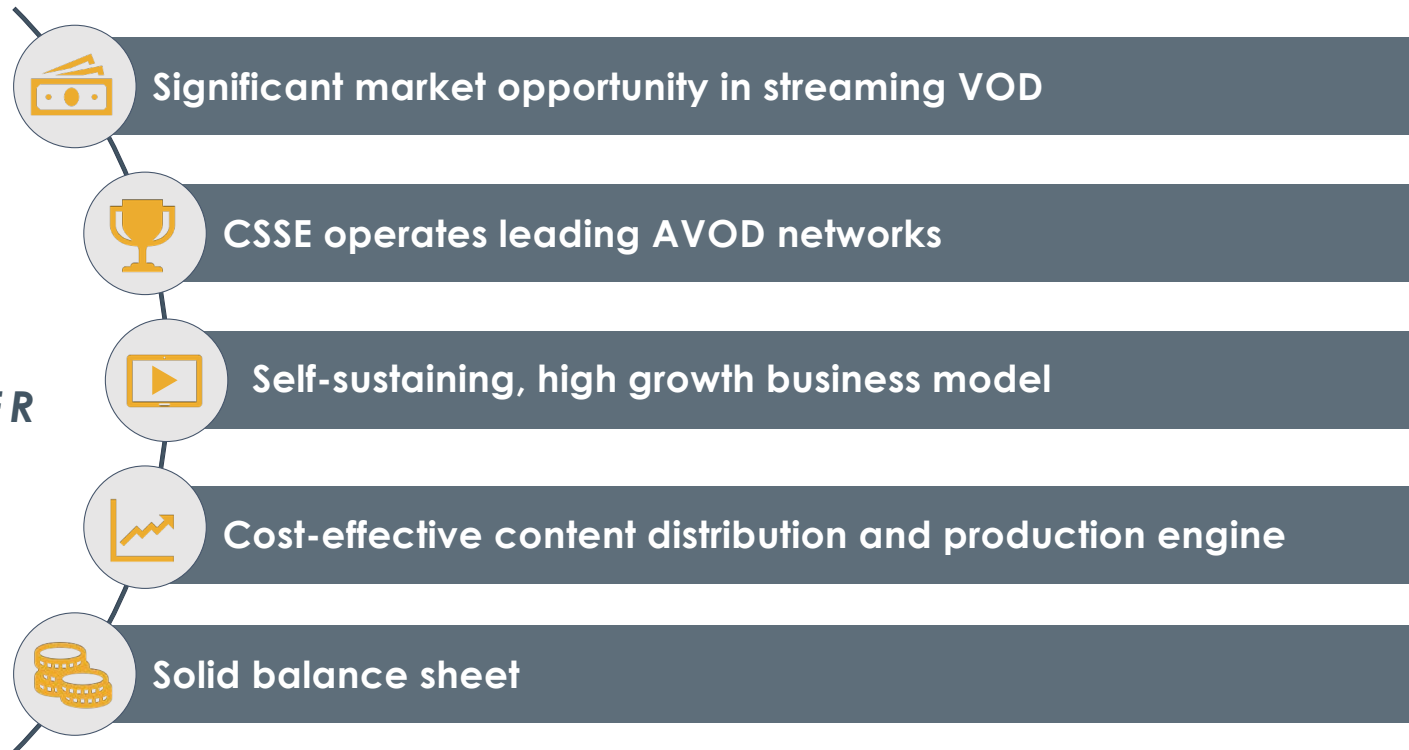 Significant market opportunity in streaming VOD
CSSE operates leading AVOD networks
Self-sustaining, high growth business model
ER
Cost-effective content distribution and production engine
Solid balance sheet